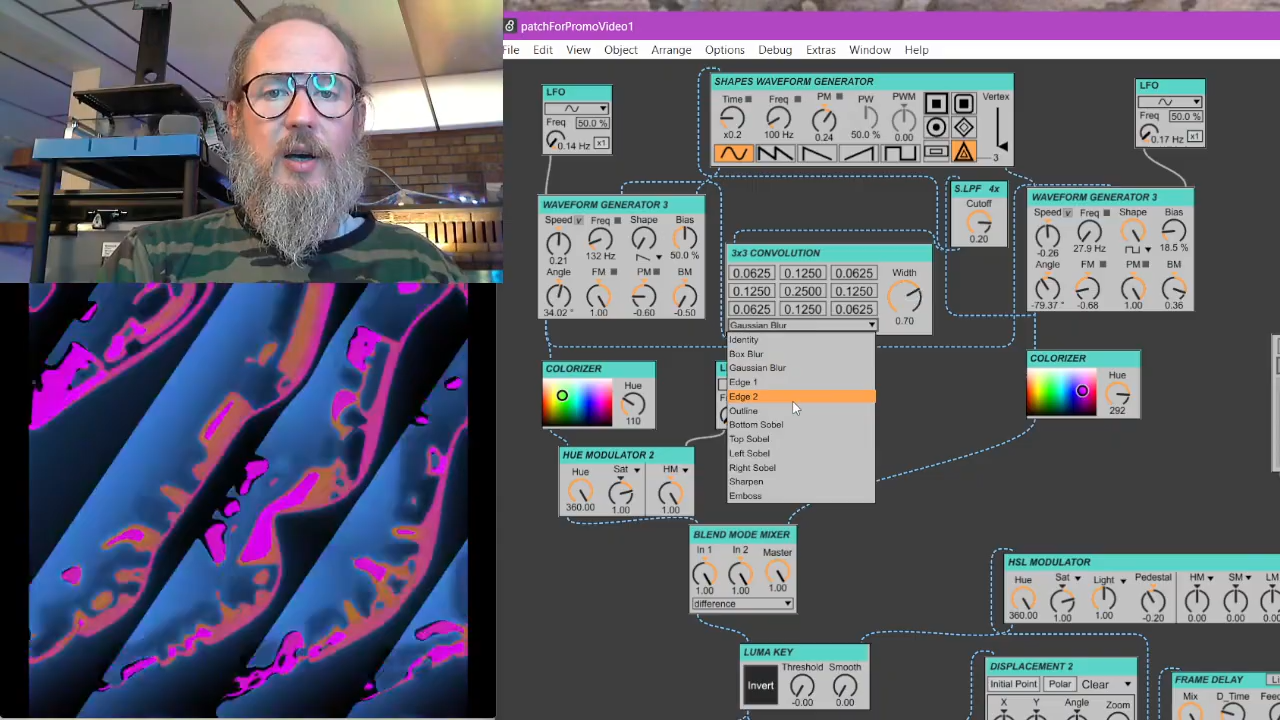 patchForPromoVideo1
File Edit View Object Arrange Options Debug Extras Window Help
LFO
Freq 50.0 %
0.14 Hz x1
SHAPES WAVEFORM GENERATOR
Time Freq PM PW PWM Vertex
x0.2 100 Hz 0.24 50.0 % 0.00
3
LFO
Freq 50.0 %
0.17 Hz x1
WAVEFORM GENERATOR 3
Speed v Freq Shape Bias
0.21 132 Hz 50.0 %
Angle FM PM BM
34.02 ° 1.00 -0.60 -0.50
S.LPF 4x
Cutoff
0.20
WAVEFORM GENERATOR 3
Speed v Freq Shape Bias
-0.26 27.9 Hz 18.5 %
Angle FM PM BM
-79.37 ° -0.68 1.00 0.36
3x3 CONVOLUTION
0.0625 0.1250 0.0625
0.1250 0.2500 0.1250
0.0625 0.1250 0.0625
Width
0.70
Gaussian Blur
Identity
Box Blur
Gaussian Blur
Edge 1
Edge 2
Outline
Bottom Sobel
Top Sobel
Left Sobel
Right Sobel
Sharpen
Emboss
COLORIZER
Hue
110
COLORIZER
Hue
292
HUE MODULATOR 2
Hue Sat HM
360.00 1.00 1.00
BLEND MODE MIXER
In 1 In 2 Master
1.00 1.00 1.00
difference
HSL MODULATOR
Hue Sat Light Pedestal HM SM LM
360.00 1.00 1.00 -0.20 0.00 0.00 0.00
LUMA KEY
Invert Threshold Smooth
-0.00 0.00
DISPLACEMENT 2
Initial Point Polar Clear
X Y Angle Zoom
FRAME DELAY
Mix D_Time